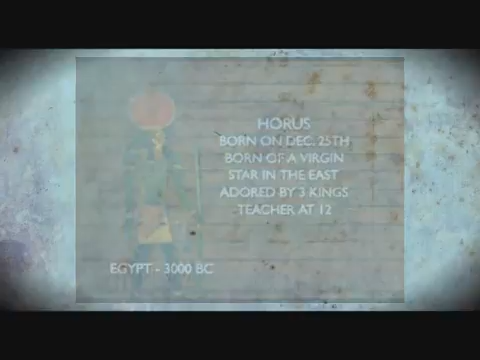 HORUS
BORN ON DEC. 25TH
BORN OF A VIRGIN
STAR IN THE EAST
ADORED BY 3 KINGS
TEACHER AT 12
EGYPT - 3000 BC